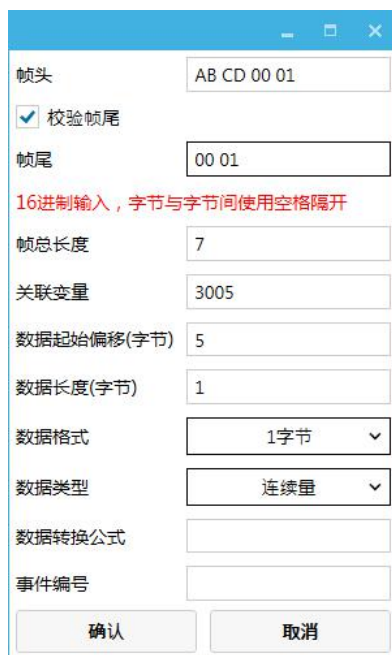 帧头 AB CD 00 01
校验帧尾
帧尾 00 01
16进制输入，字节与字节间使用空格隔开
帧总长度 7
关联变量 3005
数据起始偏移(字节) 5
数据长度(字节) 1
数据格式 1字节
数据类型 连续量
数据转换公式
事件编号
确认 取消